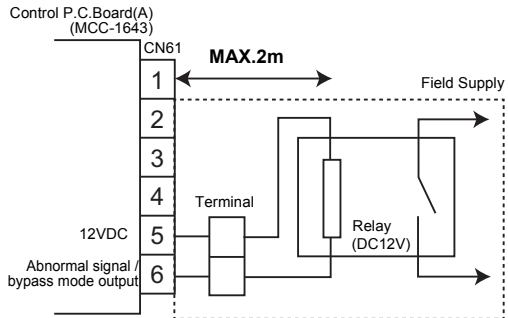 Control P.C.Board(A)
(MCC-1643)
CN61
MAX.2m
Field Supply
1
2
3
4
5
6
Terminal
12VDC
Relay
(DC12V)
Abnormal signal /
bypass mode output